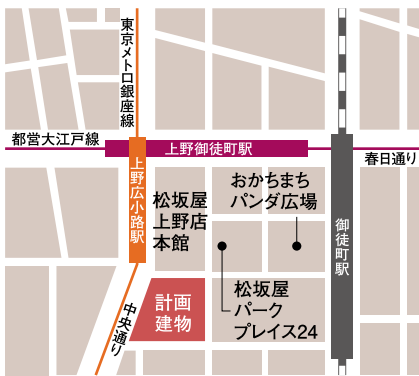 東京メトロ銀座線
都営大江戸線
上野御徒町駅
春日通り
上野広小路駅
松坂屋
上野店
本館
おかちまち
パンダ広場
御徒町駅
計画
建物
松坂屋
パーク
プレイス24
中央通り